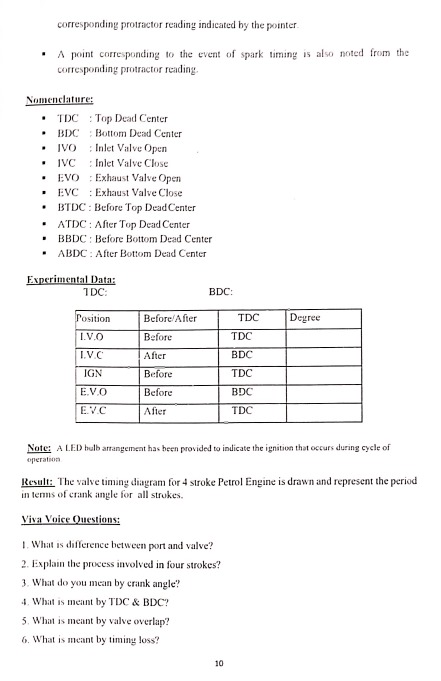 corresponding protractor reading indicated by the pointer.
▪ A point corresponding to the event of spark timing is also noted from the
corresponding protractor reading.
Nomenclature:
▪ TDC : Top Dead Center
▪ BDC : Bottom Dead Center
▪ IVO : Inlet Valve Open
▪ IVC : Inlet Valve Close
▪ EVO : Exhaust Valve Open
▪ EVC : Exhaust Valve Close
▪ BTDC : Before Top Dead Center
▪ ATDC : After Top Dead Center
▪ BBDC : Before Bottom Dead Center
▪ ABDC : After Bottom Dead Center
Experimental Data:
TDC: BDC:
Position Before/After TDC Degree
I.V.O Before TDC
I.V.C After BDC
IGN Before TDC
E.V.O Before BDC
E.V.C After TDC
Note: A LED bulb arrangement has been provided to indicate the ignition that occurs during cycle of
operation
Result: The valve timing diagram for 4 stroke Petrol Engine is drawn and represent the period
in terms of crank angle for all strokes.
Viva Voice Questions:
1. What is difference between port and valve?
2. Explain the process involved in four strokes?
3. What do you mean by crank angle?
4. What is meant by TDC & BDC?
5. What is meant by valve overlap?
6. What is meant by timing loss?
10